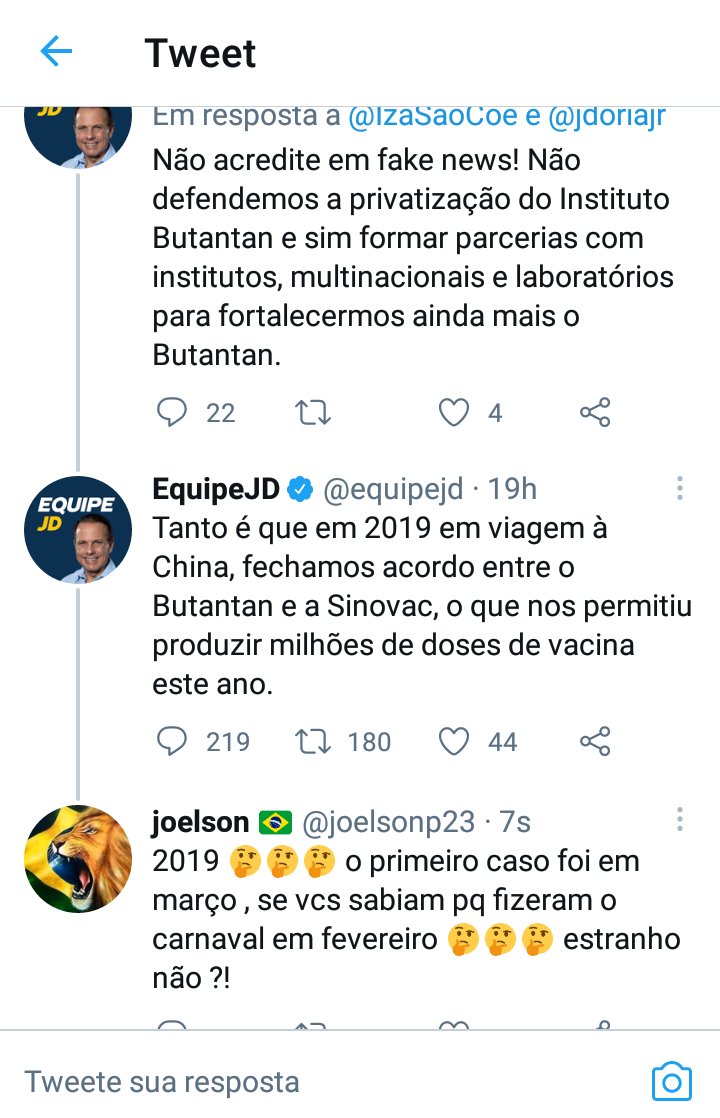 Tweet
Em resposta a @IzaSaoCoe e @jdoriajr
Não acredite em fake news! Não
defendemos a privatização do Instituto
Butantan e sim formar parcerias com
institutos, multinacionais e laboratórios
para fortalecermos ainda mais o
Butantan.
22 4
EQUIPE
JD
EquipeJD @equipejd · 19h
Tanto é que em 2019 em viagem à
China, fechamos acordo entre o
Butantan e a Sinovac, o que nos permitiu
produzir milhões de doses de vacina
este ano.
219 180 44
joelson 🇧🇷 @joelsonp23 · 7s
2019 🤔🤔🤔 o primeiro caso foi em
março , se vcs sabiam pq fizeram o
carnaval em fevereiro 🤔🤔🤔 estranho
não ?!
Tweete sua resposta